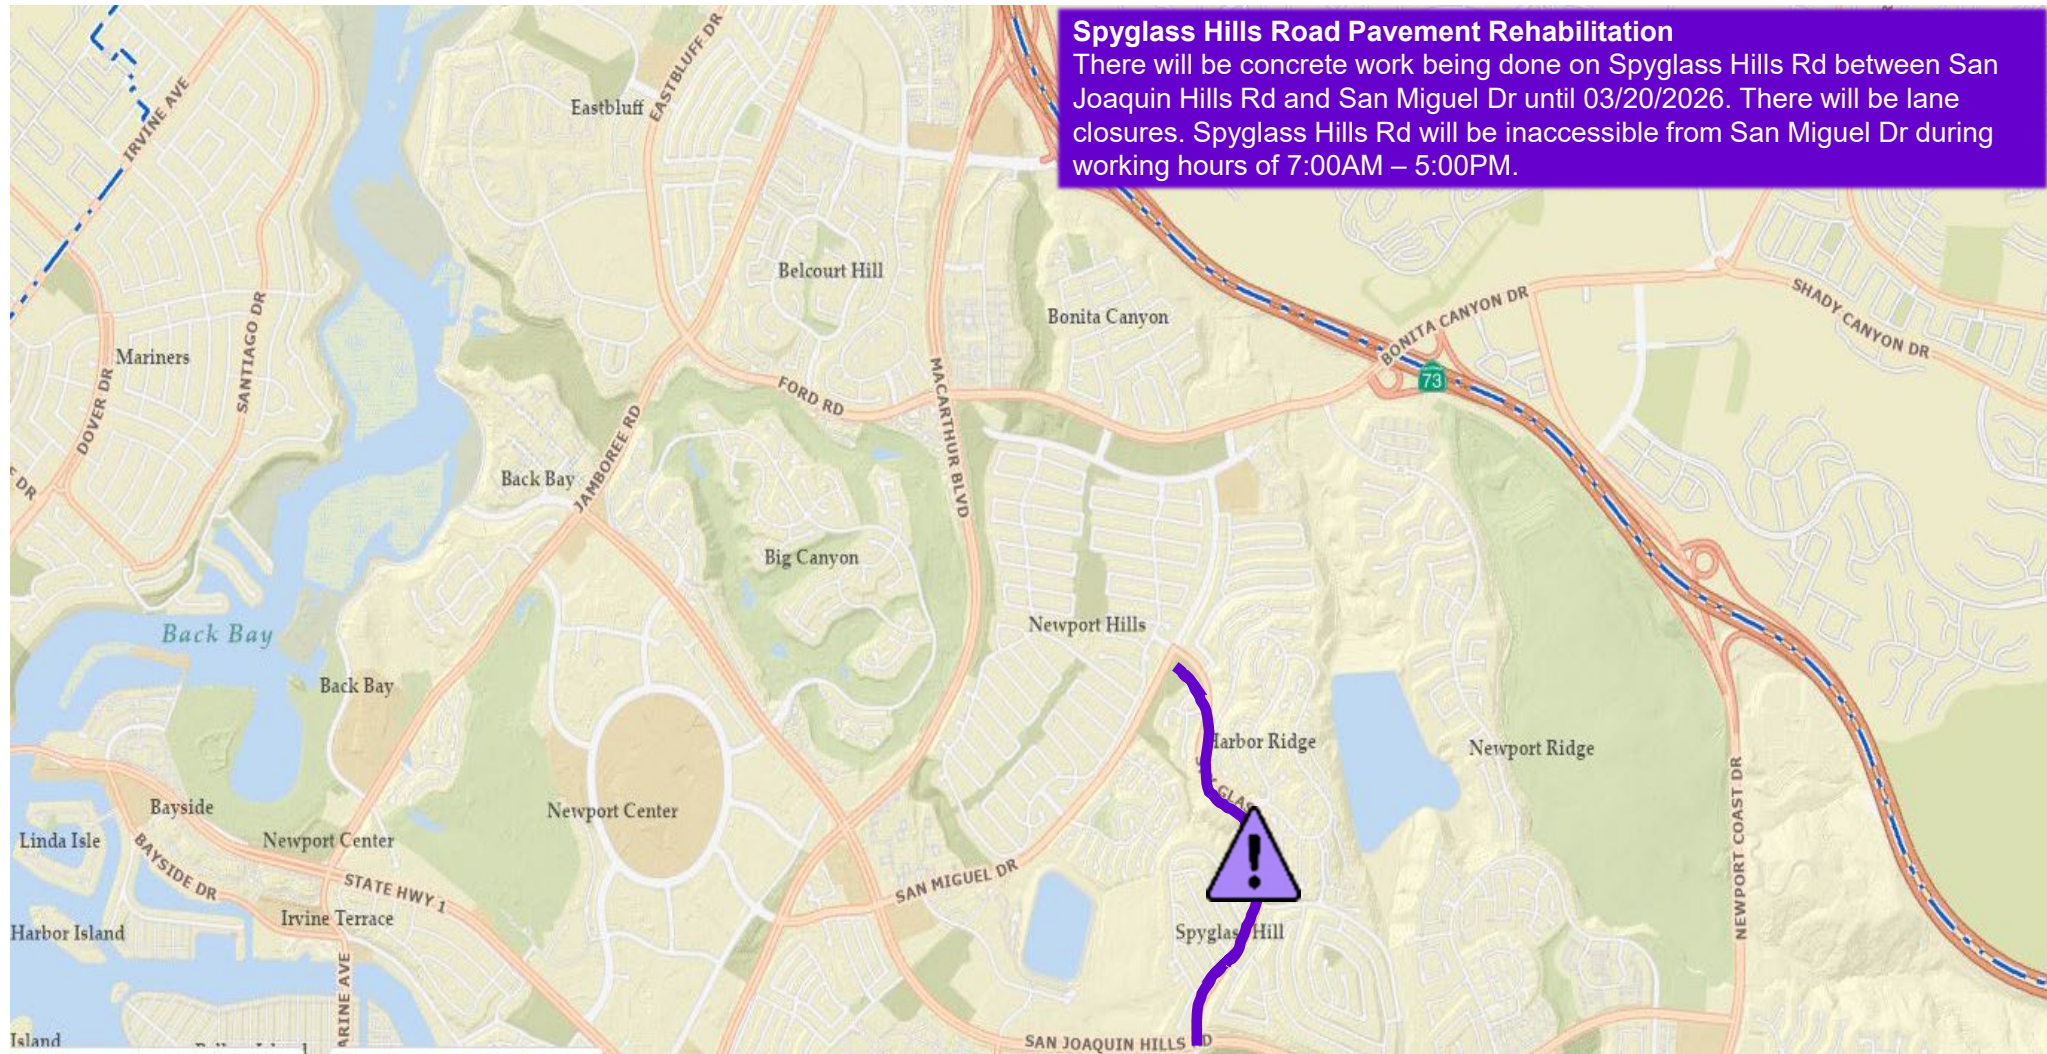 Spyglass Hills Road Pavement Rehabilitation
There will be concrete work being done on Spyglass Hills Rd between San
Joaquin Hills Rd and San Miguel Dr until 03/20/2026. There will be lane
closures. Spyglass Hills Rd will be inaccessible from San Miguel Dr during
working hours of 7:00AM – 5:00PM.
EASTBLUFF DR
Eastbluff
IRVINE AVE
Belcourt Hill
Bonita Canyon
BONITA CANYON DR
SHADY CANYON DR
73
Mariners
SANTIAGO DR
DOVER DR
E DR
FORD RD
MACARTHUR BLVD
JAMBOREE RD
Back Bay
Big Canyon
Newport Hills
Back Bay
Back Bay
Harbor Ridge
Newport Ridge
GLAS
NEWPORT COAST DR
Bayside
Newport Center
Linda Isle
Newport Center
BAYSIDE DR
STATE HWY 1
SAN MIGUEL DR
Irvine Terrace
Harbor Island
Spyglas Hill
ARINE AVE
Island
SAN JOAQUIN HILLS D